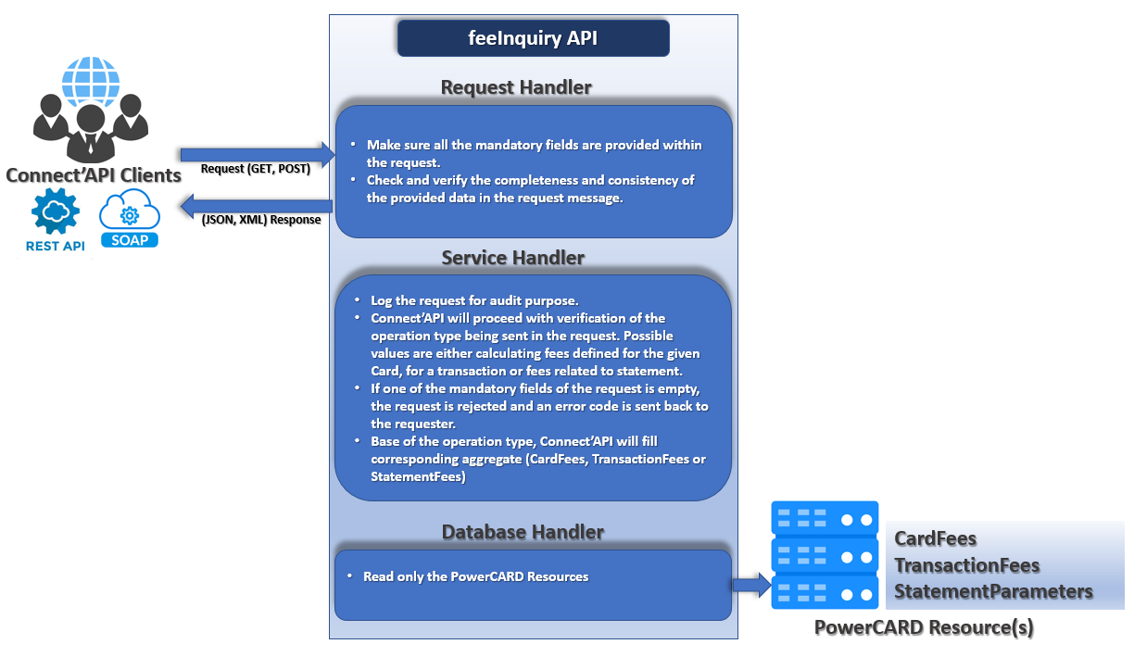 feeInquiry API
Request Handler
• Make sure all the mandatory fields are provided within
the request.
• Check and verify the completeness and consistency of
the provided data in the request message.
Connect'API Clients
REST API
SOAP
Request (GET, POST)
(JSON, XML) Response
Service Handler
• Log the request for audit purpose.
• Connect'API will proceed with verification of the
operation type being sent in the request. Possible
values are either calculating fees defined for the given
Card, for a transaction or fees related to statement.
• If one of the mandatory fields of the request is empty,
the request is rejected and an error code is sent back to
the requester.
• Base of the operation type, Connect'API will fill
corresponding aggregate (CardFees, TransactionFees or
StatementFees)
Database Handler
• Read only the PowerCARD Resources
CardFees
TransactionFees
StatementParameters
PowerCARD Resource(s)